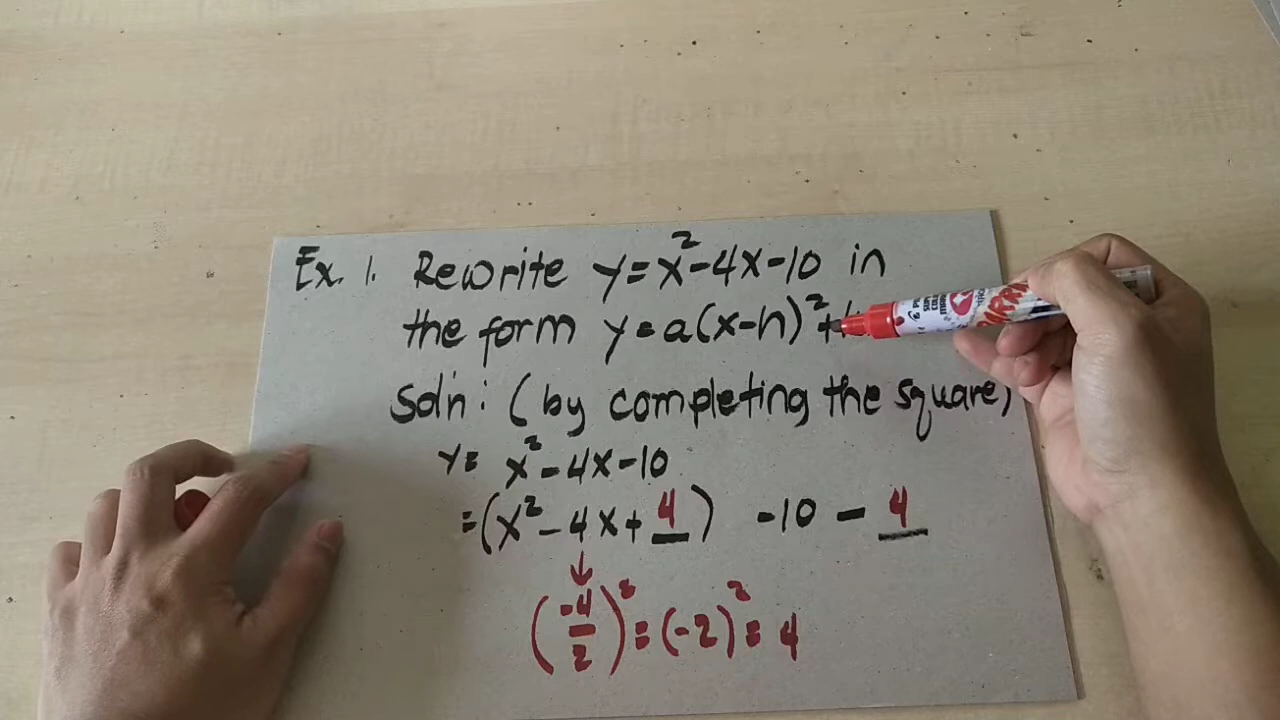 Ex. 1. Rewrite y=x²-4x-10 in
the form y=a(x-h)²+
Sol'n: (by completing the square)
y= x²-4x-10
=(x²-4x+4) -10-4
↓
(-4/2)²=(-2)²=4